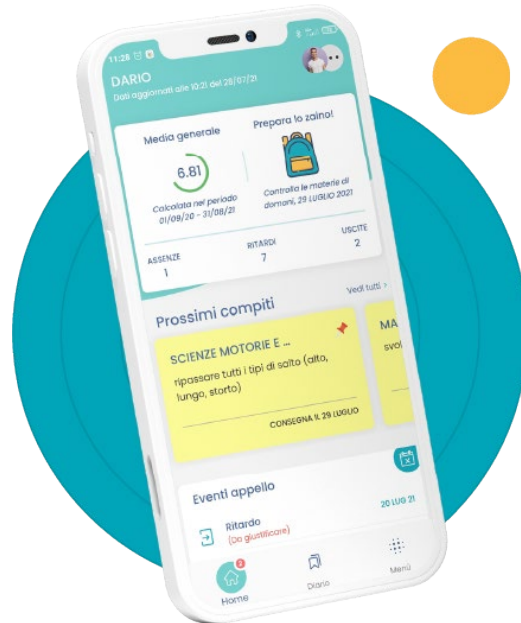 11:28
DARIO
Dati aggiornati alle 10:21 del 28/07/21
Media generale
6.81
Calcolata nel periodo
01/09/20 - 31/08/21
Prepara lo zaino!
Controlla le materie di
domani, 29 LUGLIO 2021
ASSENZE
1
RITARDI
7
USCITE
2
Prossimi compiti
Vedi tutti >
SCIENZE MOTORIE E ...
ripassare tutti i tipi di salto (alto,
lungo, storto)
CONSEGNA IL 29 LUGLIO
MA
svol
Eventi appello
Ritardo
(Da giustificare)
20 LUG 21
Home
Diario
Menù